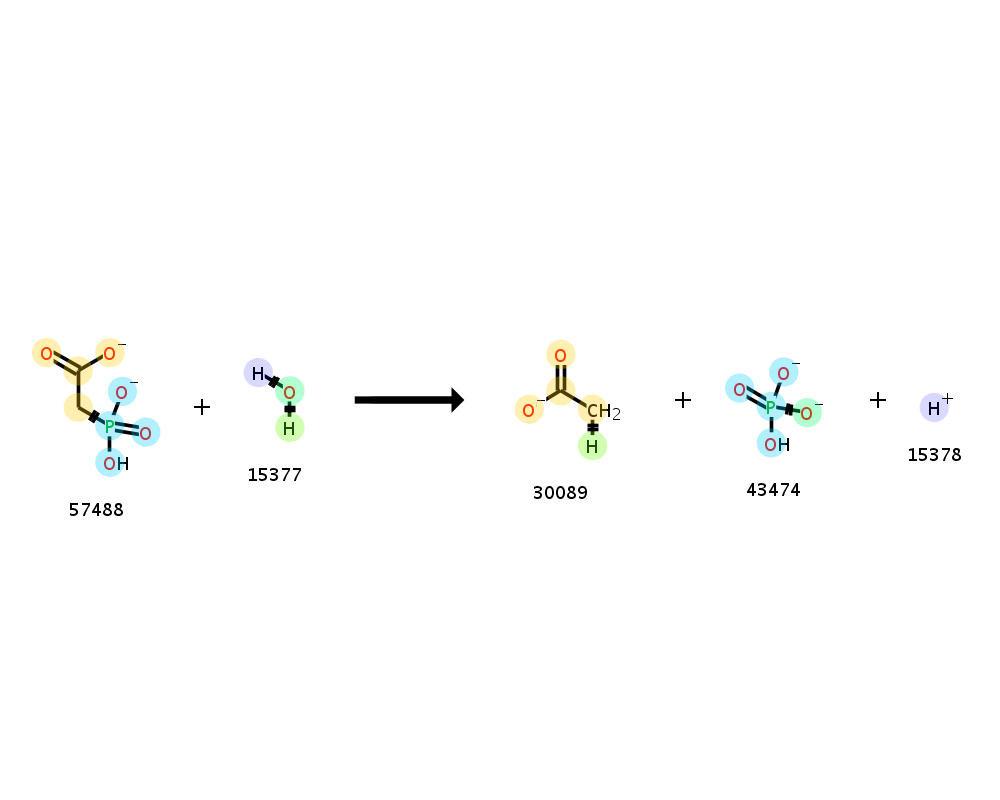 O O⁻
O⁻
P O
OH
57488
+
H
O
H
15377
O
O⁻ CH₂
H
30089
+
O⁻
O P O⁻
OH
43474
+
H⁺
15378